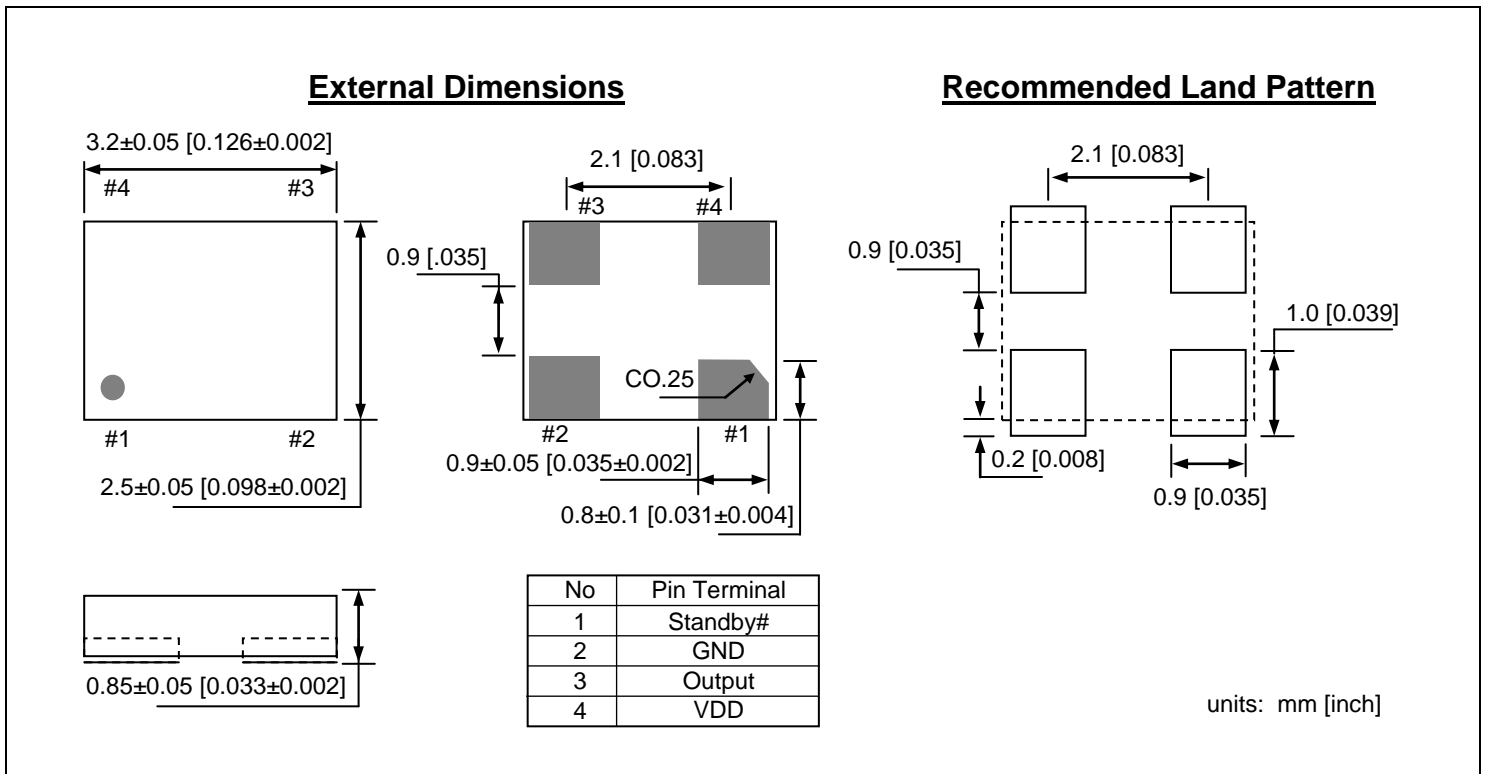 External Dimensions
3.2±0.05 [0.126±0.002]
#4 #3
#1 #2
2.5±0.05 [0.098±0.002]
0.85±0.05 [0.033±0.002]
2.1 [0.083]
#3 #4
0.9 [.035]
CO.25
#2 #1
0.9±0.05 [0.035±0.002]
0.8±0.1 [0.031±0.004]
No Pin Terminal
1 Standby#
2 GND
3 Output
4 VDD
Recommended Land Pattern
2.1 [0.083]
0.9 [0.035]
1.0 [0.039]
0.2 [0.008]
0.9 [0.035]
units: mm [inch]